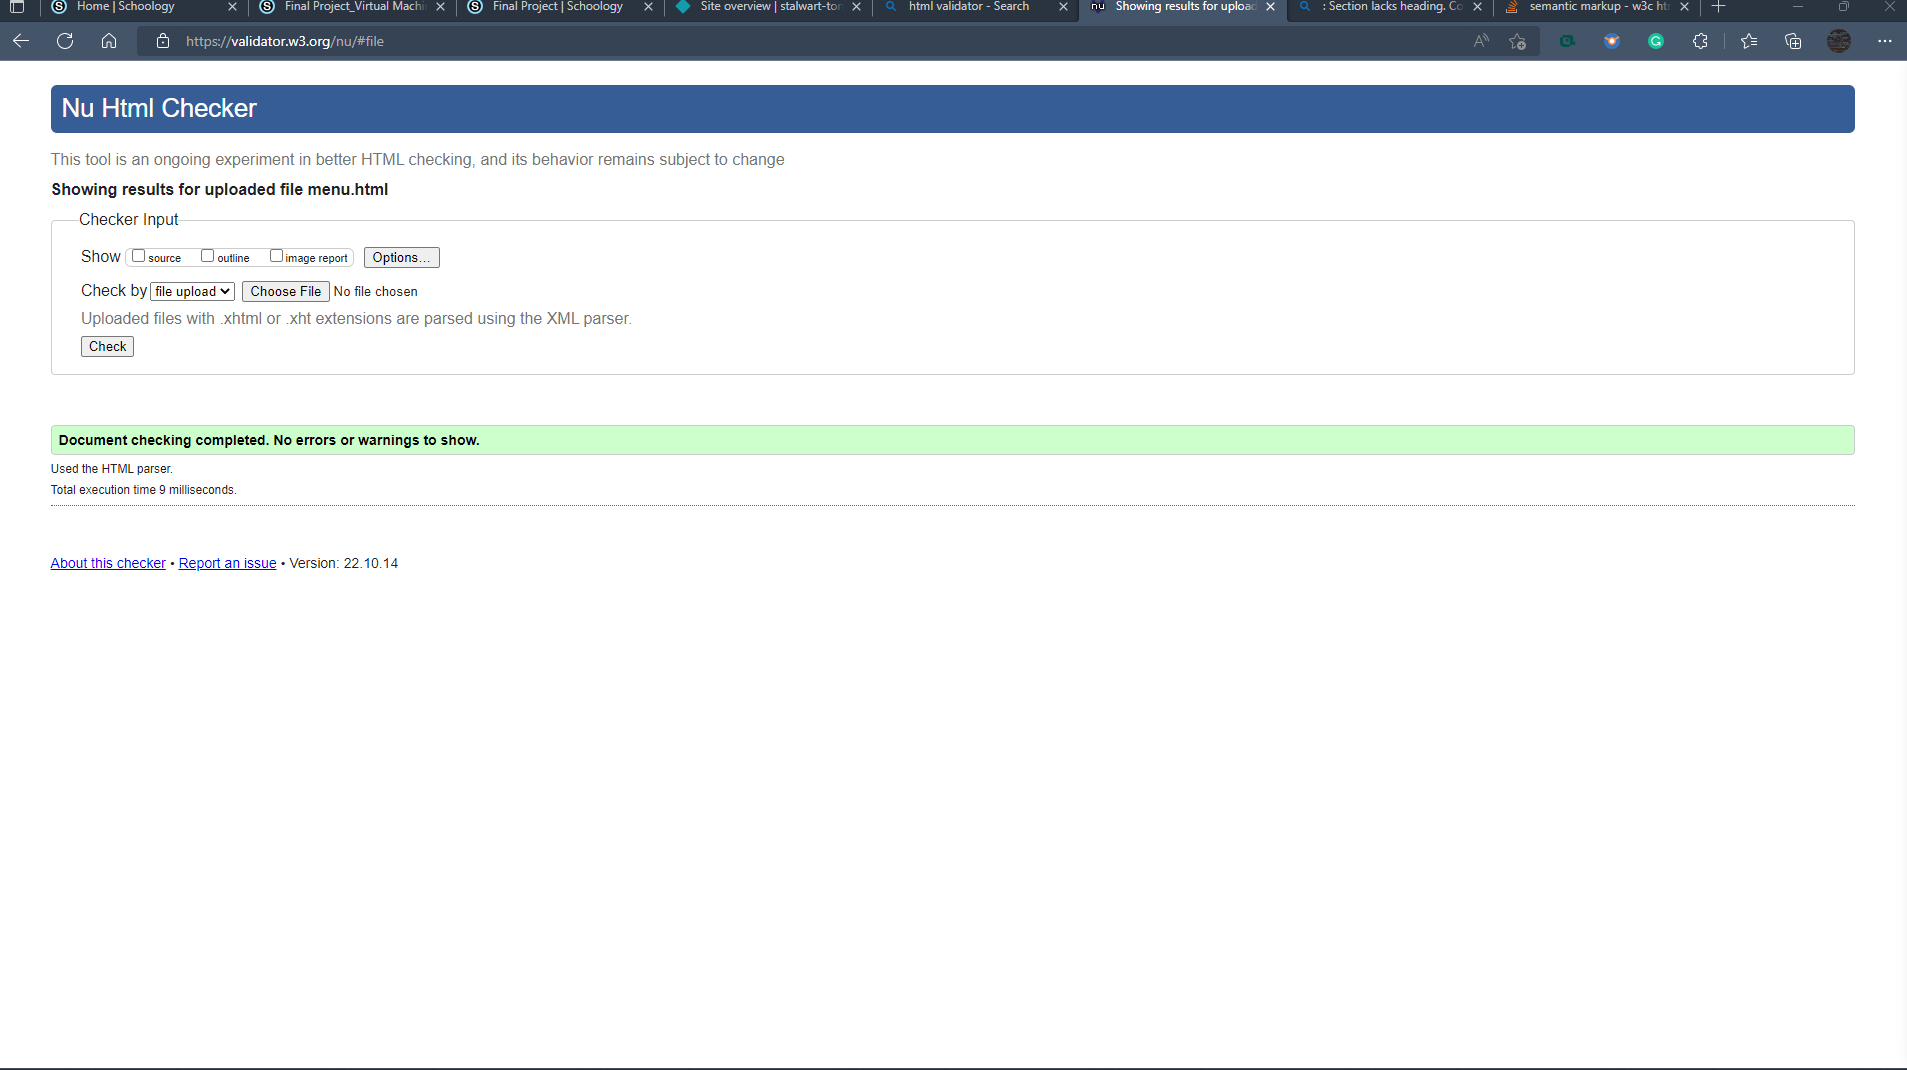 Home | Schoology
Final Project_Virtual Machi
Final Project | Schoology
Site overview | stalwart-tor
html validator - Search
nu Showing results for upload
: Section lacks heading. Co
semantic markup - w3c ht
https://validator.w3.org/nu/#file
Nu Html Checker
This tool is an ongoing experiment in better HTML checking, and its behavior remains subject to change
Showing results for uploaded file menu.html
Checker Input
Show source outline image report Options...
Check by file upload Choose File No file chosen
Uploaded files with .xhtml or .xht extensions are parsed using the XML parser.
Check
Document checking completed. No errors or warnings to show.
Used the HTML parser.
Total execution time 9 milliseconds.
About this checker • Report an issue • Version: 22.10.14